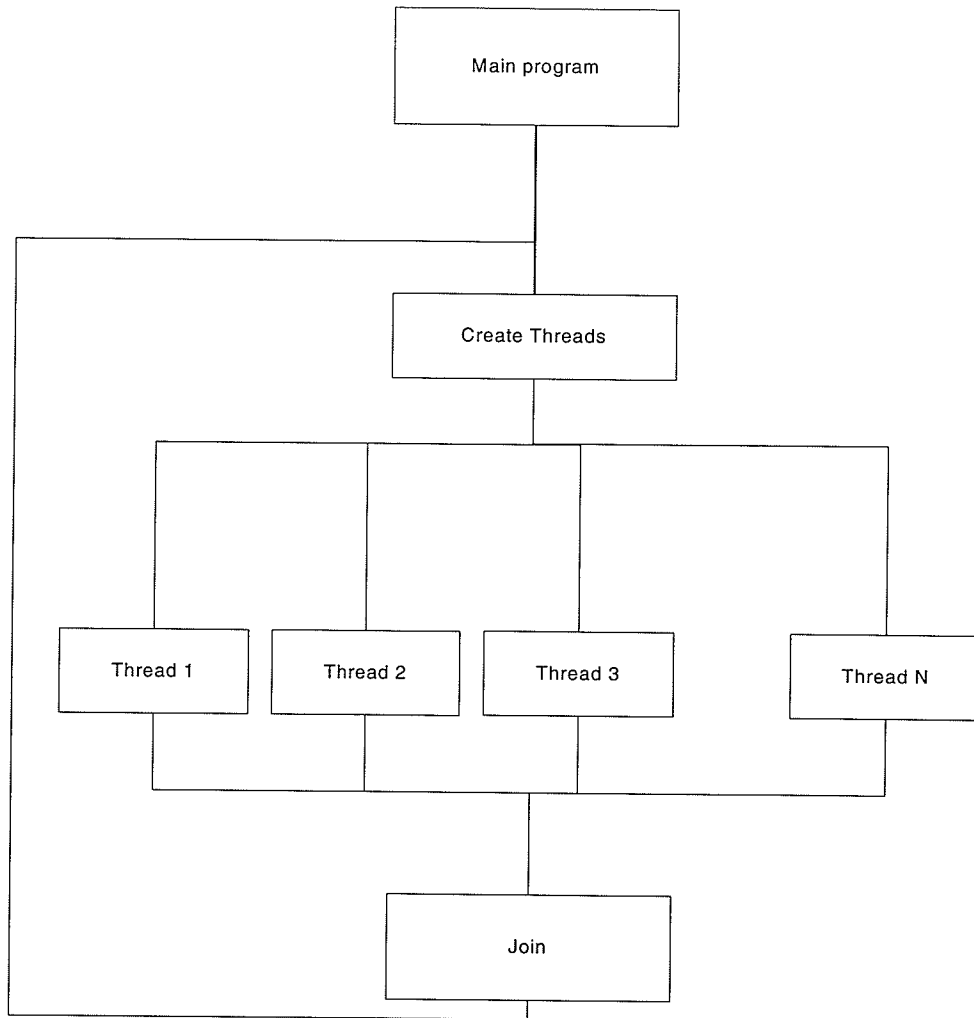 Main program
Create Threads
Thread 1
Thread 2
Thread 3
Thread N
Join